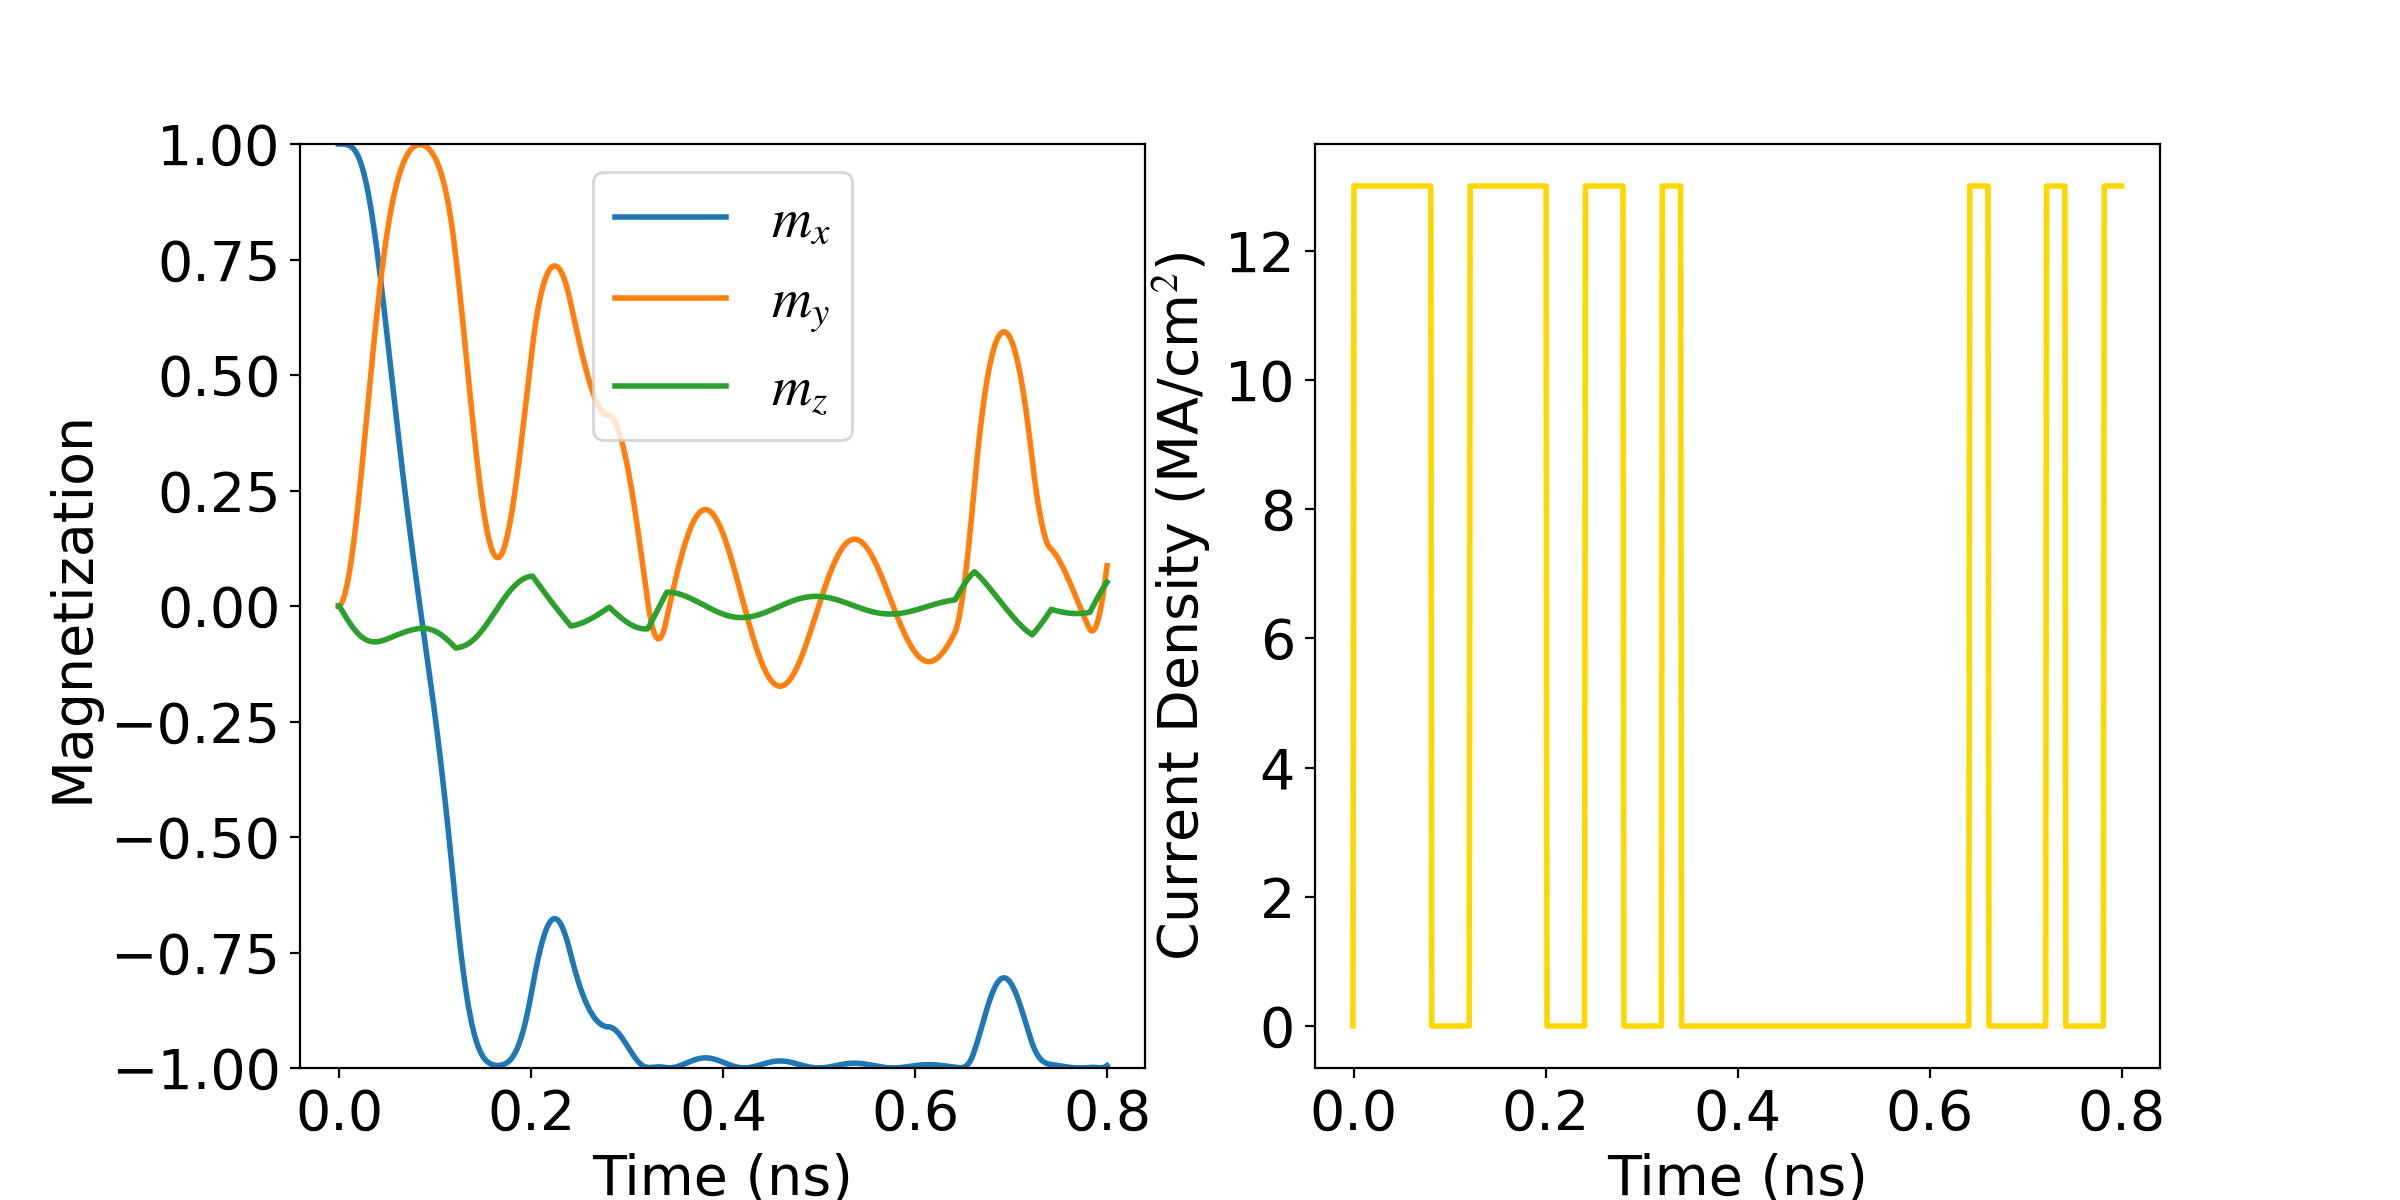 Magnetization
1.00
0.75
0.50
0.25
0.00
−0.25
−0.50
−0.75
−1.00
0.0 0.2 0.4 0.6 0.8
Time (ns)
m_x
m_y
m_z
Current Density (MA/cm²)
12
10
8
6
4
2
0
0.0 0.2 0.4 0.6 0.8
Time (ns)